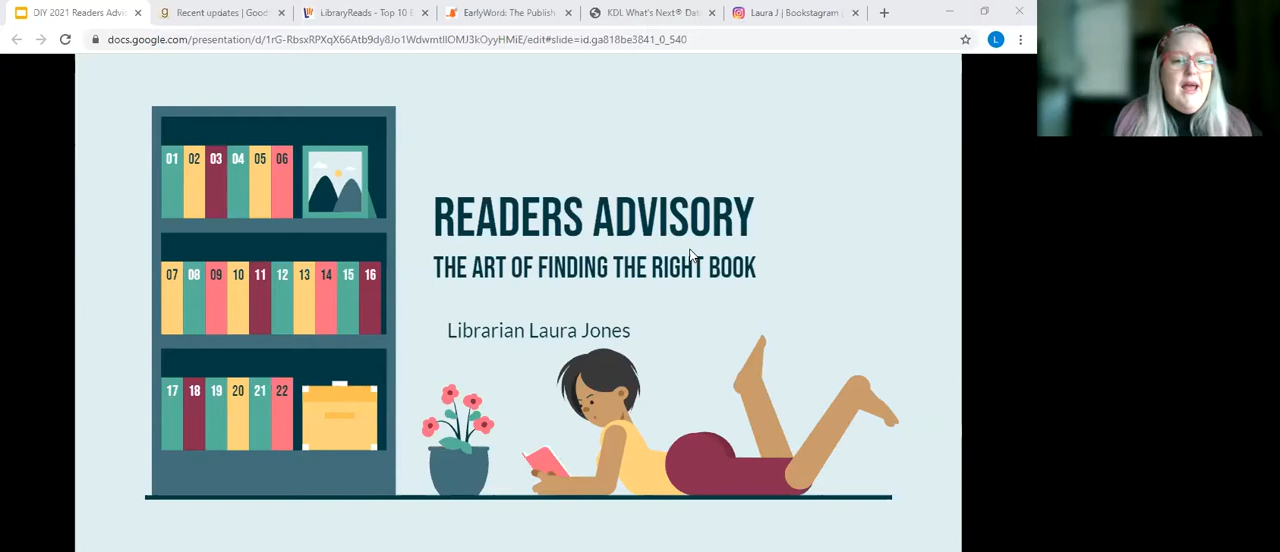 DIY 2021 Readers Advis
Recent updates | Good
LibraryReads - Top 10 B
EarlyWord: The Publish
KDL What's Next® Dat
Laura J | Bookstagram (
docs.google.com/presentation/d/1rG-RbsxRPXqX66Atb9dy8Jo1WdwmtllOMJ3kOyyHMiE/edit#slide=id.ga818be3841_0_540
L
01 02 03 04 05 06
READERS ADVISORY
THE ART OF FINDING THE RIGHT BOOK
07 08 09 10 11 12 13 14 15 16
Librarian Laura Jones
17 18 19 20 21 22